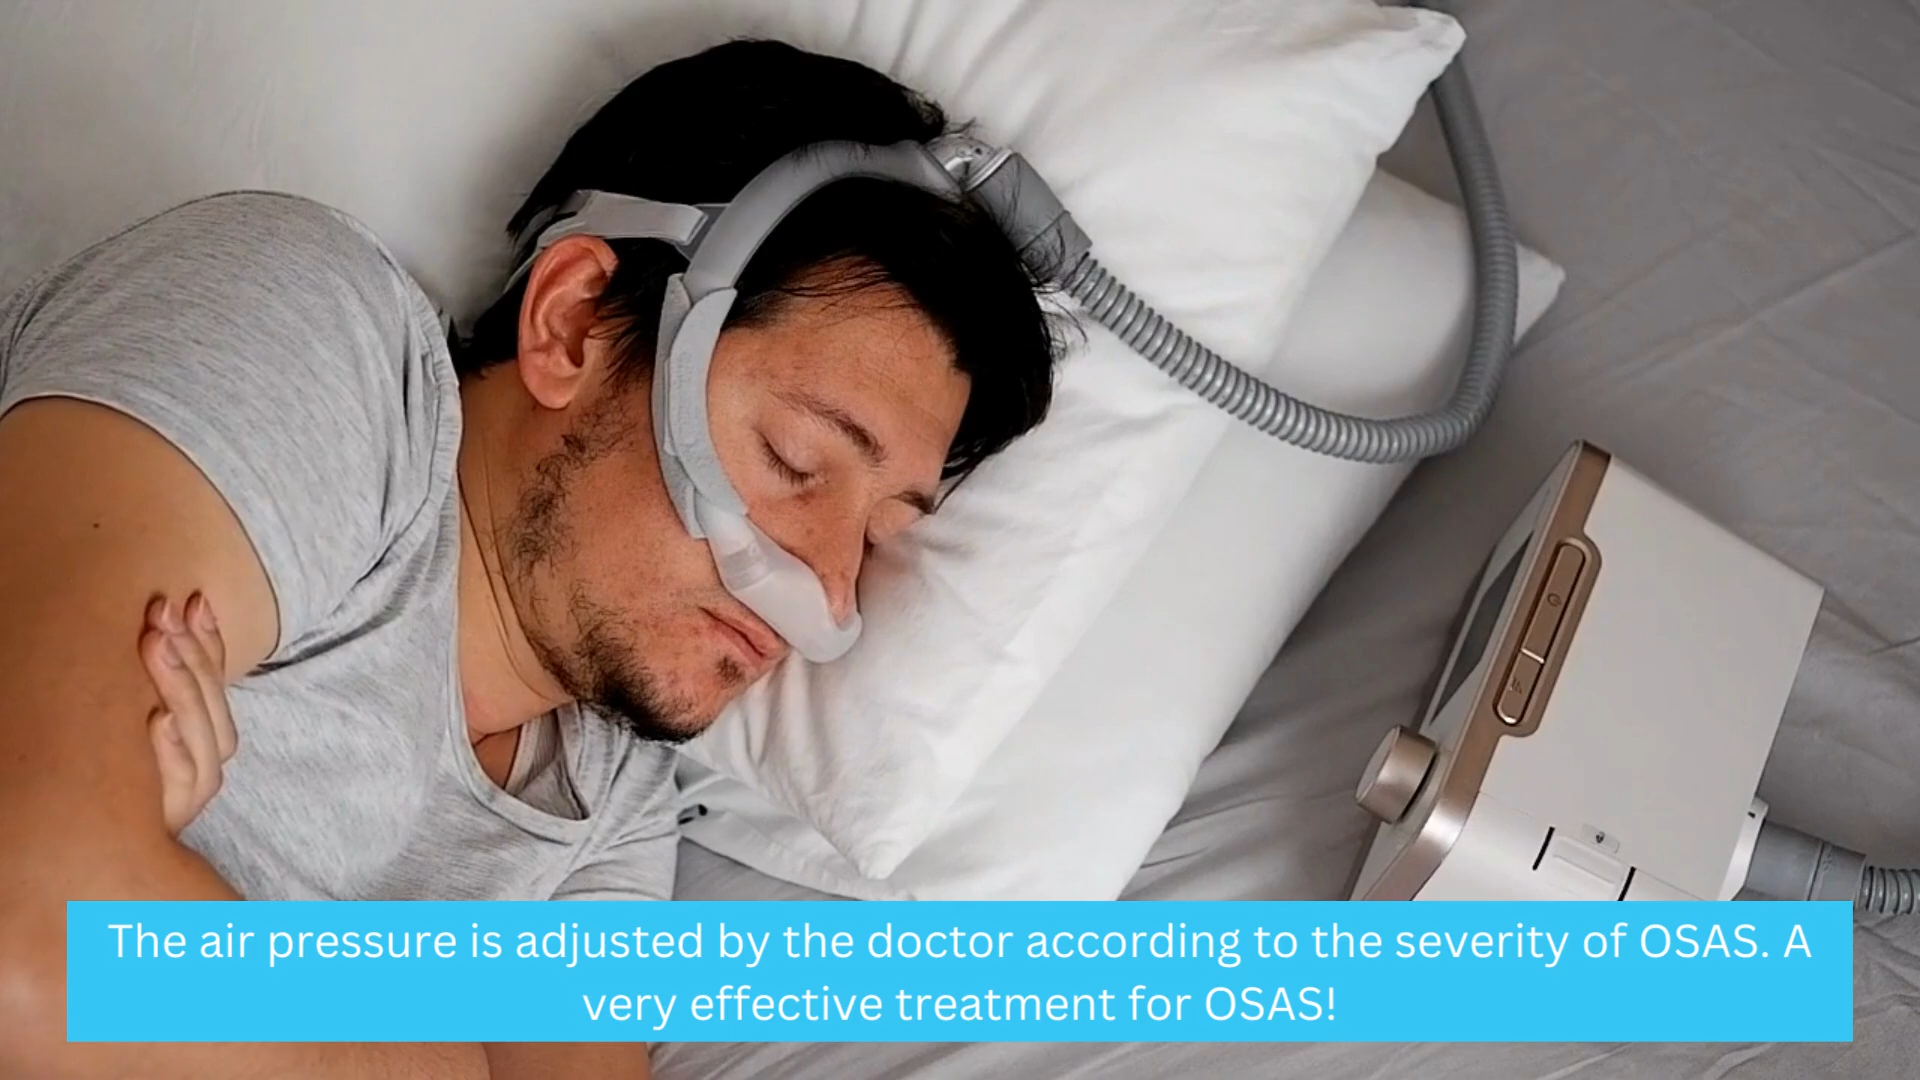 The air pressure is adjusted by the doctor according to the severity of OSAS. A
very effective treatment for OSAS!